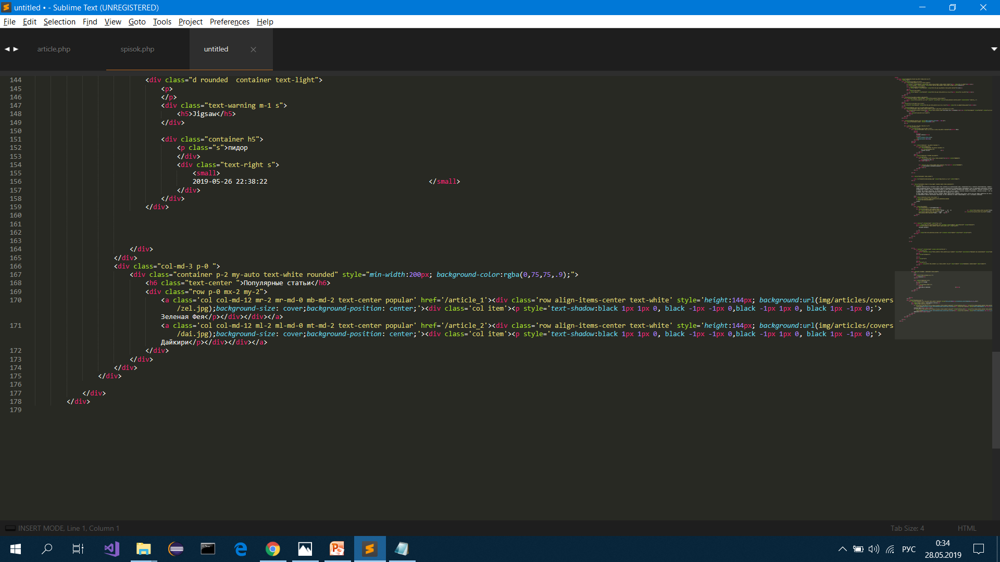 untitled • - Sublime Text (UNREGISTERED)
File Edit Selection Find View Goto Tools Project Preferences Help
article.php spisok.php untitled
144 <div class="d rounded  container text-light">
145 <p>
146 </p>
147 <div class="text-warning m-1 s">
148 <h5>Jigsaw</h5>
149 </div>
150
151 <div class="container h5">
152 <p class="s">пидор
153 </div>
154 <div class="text-right s">
155 <small>
156 2019-05-26 22:38:22 </small>
157 </div>
158 </div>
159 </div>
160
161
162
163
164 </div>
165 </div>
166 <div class="col-md-3 p-0 ">
167 <div class="container p-2 my-auto text-white rounded" style="min-width:200px; background-color:rgba(0,75,75,.9);">
168 <h6 class="text-center ">Популярные статьи</h6>
169 <div class="row p-0 mx-2 my-2">
170 <a class='col col-md-12 mr-2 mr-md-0 mb-md-2 text-center popular' href='/article_1'><div class='row align-items-center text-white' style='height:144px; background:url(img/articles/covers
/zel.jpg);background-size: cover;background-position: center;'><div class='col item'><p style='text-shadow:black 1px 1px 0, black -1px -1px 0,black -1px 1px 0, black 1px -1px 0;'>
Зеленая Фея</p></div></div></a>
171 <a class='col col-md-12 ml-2 ml-md-0 mt-md-2 text-center popular' href='/article_2'><div class='row align-items-center text-white' style='height:144px; background:url(img/articles/covers
/dai.jpg);background-size: cover;background-position: center;'><div class='col item'><p style='text-shadow:black 1px 1px 0, black -1px -1px 0,black -1px 1px 0, black 1px -1px 0;'>
Дайкири</p></div></div></a>
172 </div>
173 </div>
174 </div>
175 </div>
176
177 </div>
178 </div>
179
INSERT MODE, Line 1, Column 1 Tab Size: 4 HTML
РУС 0:34
28.05.2019